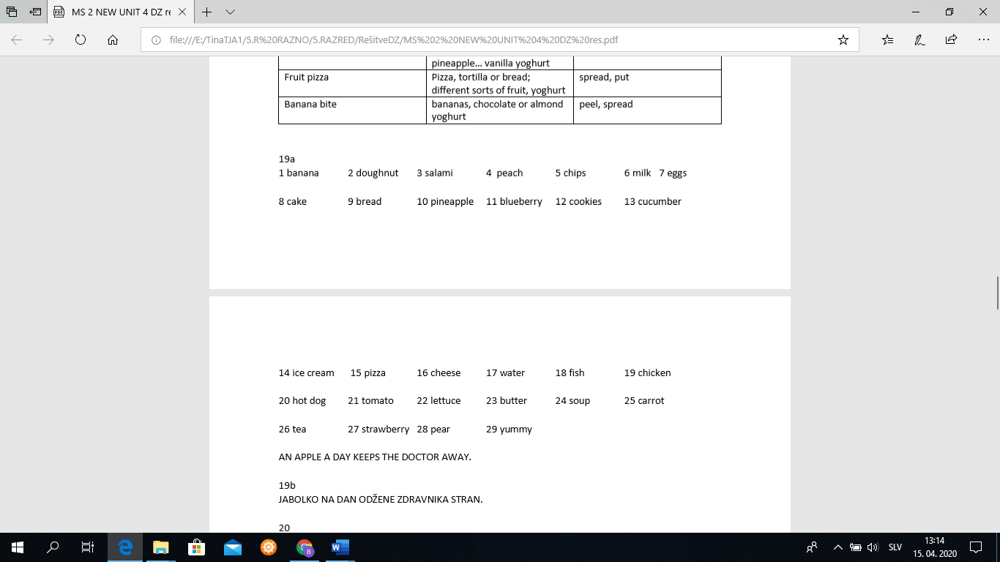 MS 2 NEW UNIT 4 DZ re
file:///E:/TinaTJA1/5.R%20RAZNO/5.RAZRED/RešitveDZ/MS%202%20NEW%20UNIT%204%20DZ%20res.pdf
pineapple... vanilla yoghurt
Fruit pizza Pizza, tortilla or bread; spread, put
different sorts of fruit, yoghurt
Banana bite bananas, chocolate or almond peel, spread
yoghurt
19a
1 banana 2 doughnut 3 salami 4 peach 5 chips 6 milk 7 eggs
8 cake 9 bread 10 pineapple 11 blueberry 12 cookies 13 cucumber
14 ice cream 15 pizza 16 cheese 17 water 18 fish 19 chicken
20 hot dog 21 tomato 22 lettuce 23 butter 24 soup 25 carrot
26 tea 27 strawberry 28 pear 29 yummy
AN APPLE A DAY KEEPS THE DOCTOR AWAY.
19b
JABOLKO NA DAN ODŽENE ZDRAVNIKA STRAN.
20
SLV
13:14
15. 04. 2020